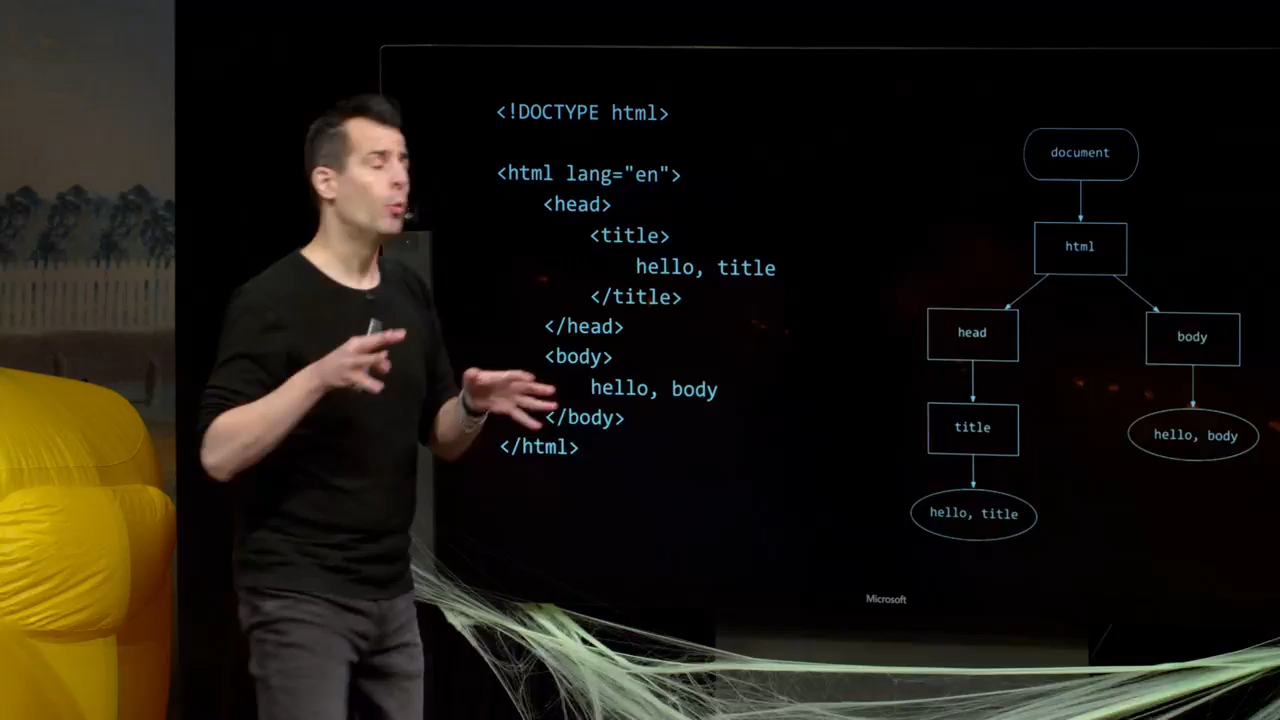 <!DOCTYPE html>
<html lang="en">
<head>
<title>
hello, title
</title>
</head>
<body>
hello, body
</body>
</html>
document
html
head
body
title
hello, body
hello, title
Microsoft